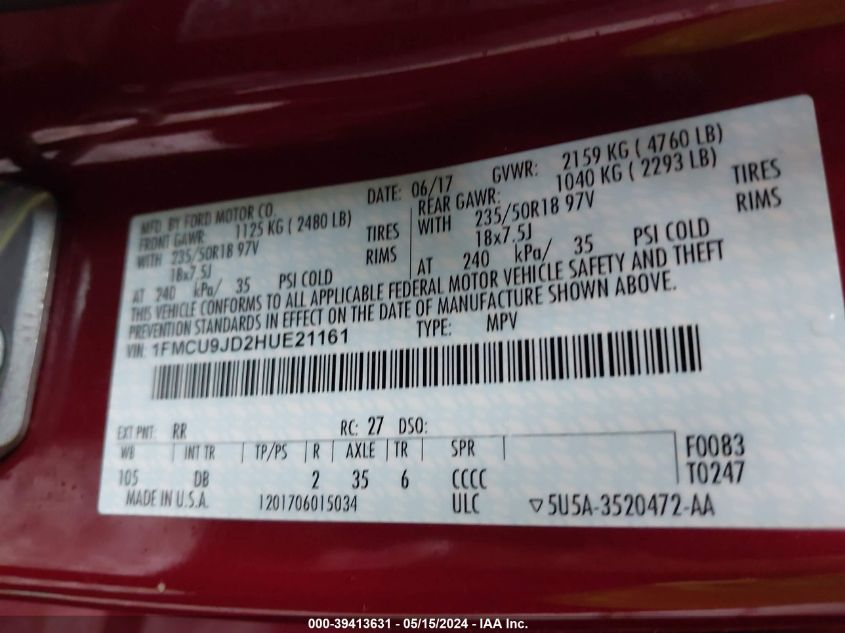 MFD. BY FORD MOTOR CO.
DATE: 06/17 GVWR: 2159 KG ( 4760 LB)
FRONT GAWR: 1125 KG ( 2480 LB) REAR GAWR: 1040 KG ( 2293 LB)
WITH 235/50R18 97V TIRES WITH 235/50R18 97V TIRES
18x7.5J RIMS 18x7.5J RIMS
AT 240 kPa/ 35 PSI COLD AT 240 kPa/ 35 PSI COLD
THIS VEHICLE CONFORMS TO ALL APPLICABLE FEDERAL MOTOR VEHICLE SAFETY AND THEFT
PREVENTION STANDARDS IN EFFECT ON THE DATE OF MANUFACTURE SHOWN ABOVE.
VIN: 1FMCU9JD2HUE21161 TYPE: MPV
EXT PNT: RR RC: 27 DSO:
WB INT TR TP/PS R AXLE TR SPR F0083
105 DB 2 35 6 CCCC T0247
MADE IN U.S.A. 1201706015034 ULC ▽5U5A-3520472-AA
000-39413631 - 05/15/2024 - IAA Inc.